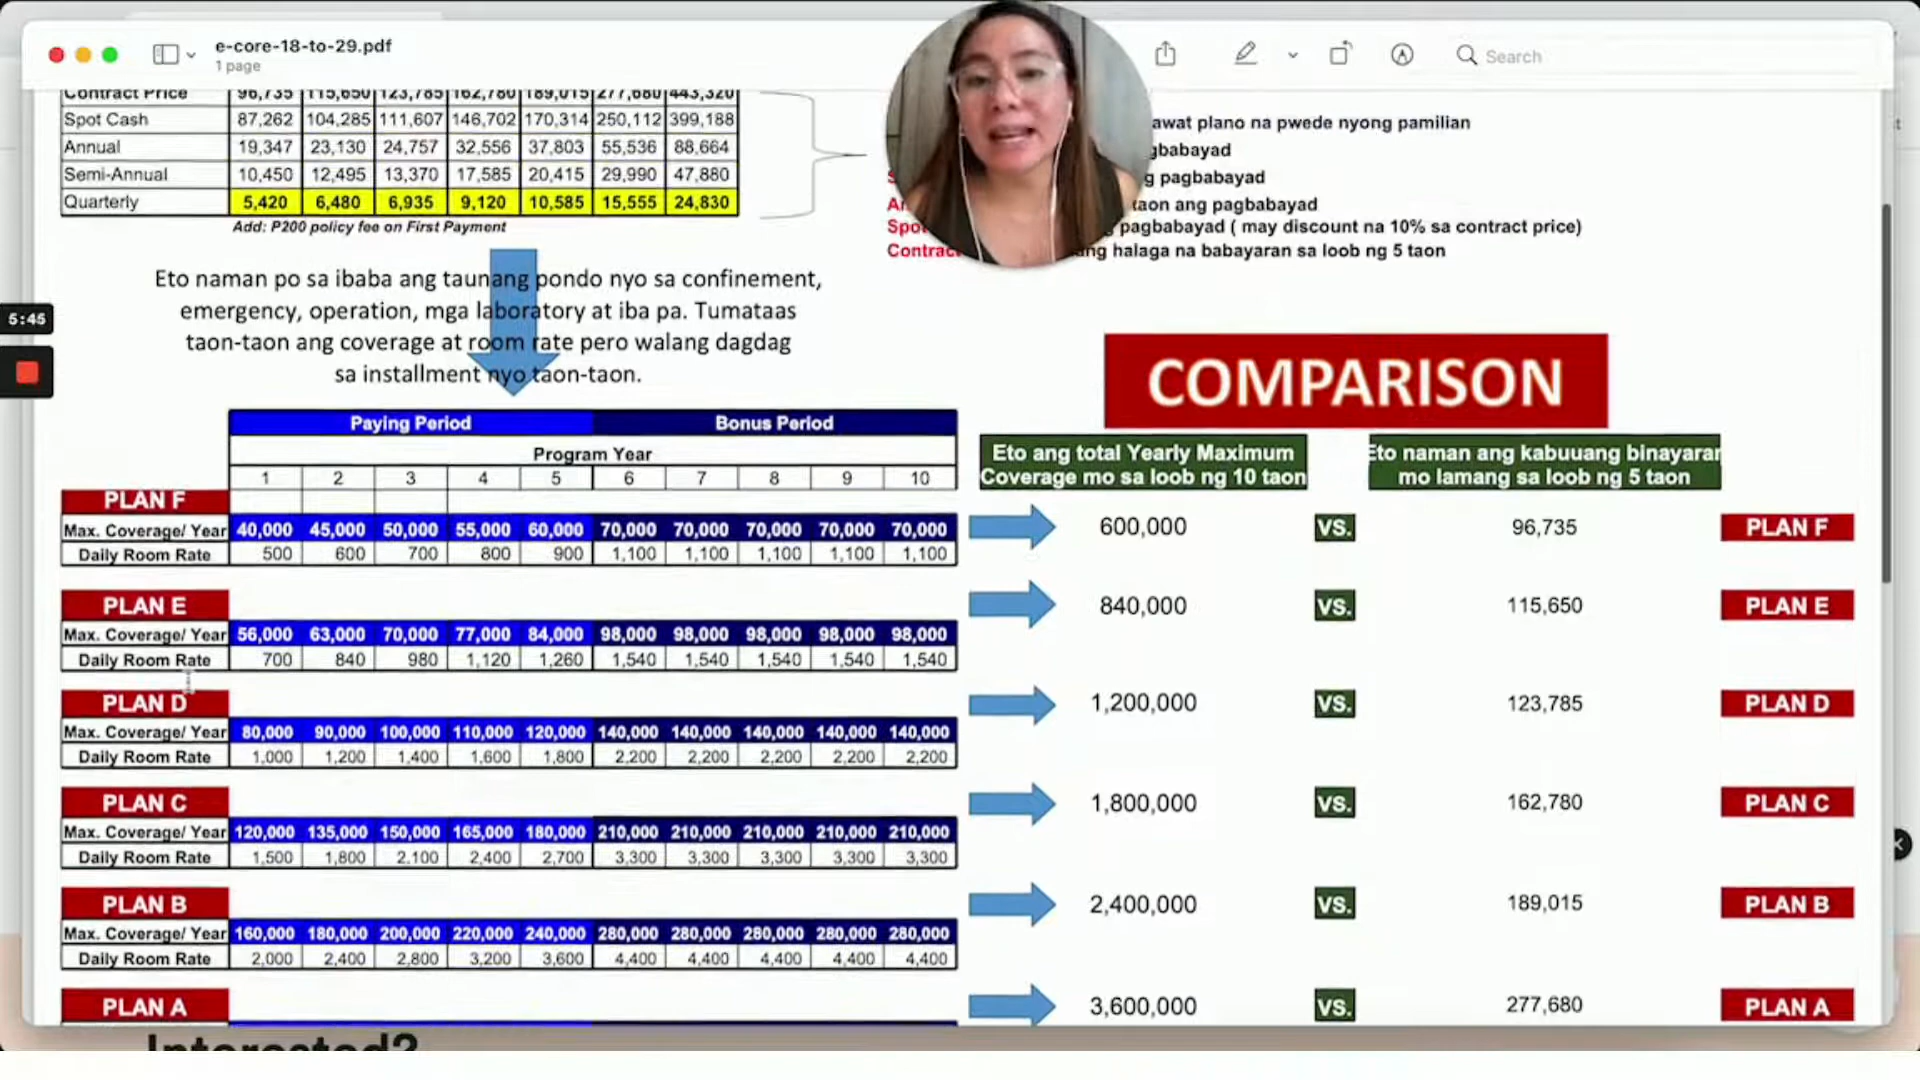 e-core-18-to-29.pdf
1 page
Search
Contract Price 96,735 115,650 123,785 162,780 189,015 277,680 443,320
Spot Cash 87,262 104,285 111,607 146,702 170,314 250,112 399,188
Annual 19,347 23,130 24,757 32,556 37,803 55,536 88,664
Semi-Annual 10,450 12,495 13,370 17,585 20,415 29,990 47,880
Quarterly 5,420 6,480 6,935 9,120 10,585 15,555 24,830
Add: P200 policy fee on First Payment
awat plano na pwede nyong pamilian
gbabayad
g pagbabayad
taon ang pagbabayad
pagbabayad ( may discount na 10% sa contract price)
ang halaga na babayaran sa loob ng 5 taon
Eto naman po sa ibaba ang taunang pondo nyo sa confinement,
emergency, operation, mga laboratory at iba pa. Tumataas
taon-taon ang coverage at room rate pero walang dagdag
sa installment nyo taon-taon.
5:45
COMPARISON
Paying Period Bonus Period
Program Year
1 2 3 4 5 6 7 8 9 10
Eto ang total Yearly Maximum
Coverage mo sa loob ng 10 taon
Eto naman ang kabuuang binayaran
mo lamang sa loob ng 5 taon
PLAN F
Max. Coverage/ Year 40,000 45,000 50,000 55,000 60,000 70,000 70,000 70,000 70,000 70,000
Daily Room Rate 500 600 700 800 900 1,100 1,100 1,100 1,100 1,100
600,000 VS. 96,735 PLAN F
PLAN E
Max. Coverage/ Year 56,000 63,000 70,000 77,000 84,000 98,000 98,000 98,000 98,000 98,000
Daily Room Rate 700 840 980 1,120 1,260 1,540 1,540 1,540 1,540 1,540
840,000 VS. 115,650 PLAN E
PLAN D
Max. Coverage/ Year 80,000 90,000 100,000 110,000 120,000 140,000 140,000 140,000 140,000 140,000
Daily Room Rate 1,000 1,200 1,400 1,600 1,800 2,200 2,200 2,200 2,200 2,200
1,200,000 VS. 123,785 PLAN D
PLAN C
Max. Coverage/ Year 120,000 135,000 150,000 165,000 180,000 210,000 210,000 210,000 210,000 210,000
Daily Room Rate 1,500 1,800 2,100 2,400 2,700 3,300 3,300 3,300 3,300 3,300
1,800,000 VS. 162,780 PLAN C
PLAN B
Max. Coverage/ Year 160,000 180,000 200,000 220,000 240,000 280,000 280,000 280,000 280,000 280,000
Daily Room Rate 2,000 2,400 2,800 3,200 3,600 4,400 4,400 4,400 4,400 4,400
2,400,000 VS. 189,015 PLAN B
PLAN A
3,600,000 VS. 277,680 PLAN A
Interested?